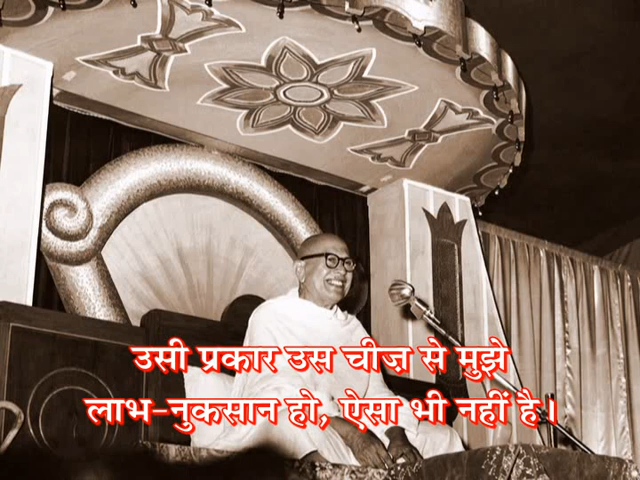 उसी प्रकार उस चीज़ से मुझे
लाभ-नुकसान हो, ऐसा भी नहीं है।